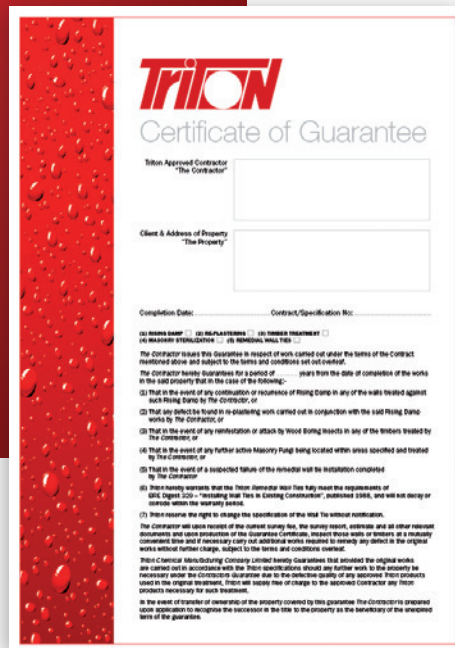 TRITON
Certificate of Guarantee
Triton Approved Contractor
"The Contractor"
Client & Address of Property
"The Property"
Completion Date: Contract/Specification No:
(1) RISING DAMP (2) RE-PLASTERING (3) TIMBER TREATMENT
(4) MASONRY STERILIZATION (5) REMEDIAL WALL TIES
The Contractor issues this Guarantee in respect of work carried out under the terms of the Contract
mentioned above and subject to the terms and conditions set out overleaf.
The Contractor hereby Guarantees for a period of ........ years from the date of completion of the works
in the said property that in the case of the following:-
(1) That in the event of any continuation or recurrence of Rising Damp in any of the walls treated against
such Rising Damp by The Contractor, or
(2) That any defect be found in re-plastering work carried out in conjunction with the said Rising Damp
works by The Contractor, or
(3) That in the event of any reinfestation or attack by Wood Boring Insects in any of the timbers treated by
The Contractor, or
(4) That in the event of any further active Masonry Fungi being located within areas specified and treated
by The Contractor, or
(5) That in the event of a suspected failure of the remedial wall tie installation completed
by The Contractor
(6) Triton hereby warrants that the Triton Remedial Wall Ties fully meet the requirements of
BRE Digest 329 – "Installing Wall Ties in Existing Construction", published 1988, and will not decay or
corrode within the warranty period.
(7) Triton reserve the right to change the specification of the Wall Tie without notification.
The Contractor will upon receipt of the current survey fee, the survey report, estimate and all other relevant
documents and upon production of the Guarantee Certificate, inspect those walls or timbers at a mutually
convenient time and if necessary carry out additional works required to remedy any defect in the original
works without further charge, subject to the terms and conditions overleaf.
Triton Chemical Manufacturing Company Limited hereby Guarantees that provided the original works
are carried out in accordance with the Triton specifications should any further work to the property be
necessary under the Contractors Guarantee due to the defective quality of any approved Triton products
used in the original treatment, Triton will supply free of charge to the approved Contractor any Triton
products necessary for such treatment.
In the event of transfer of ownership of the property covered by this guarantee The Contractor is prepared
upon application to recognise the successor in the title to the property as the beneficiary of the unexpired
term of the guarantee.